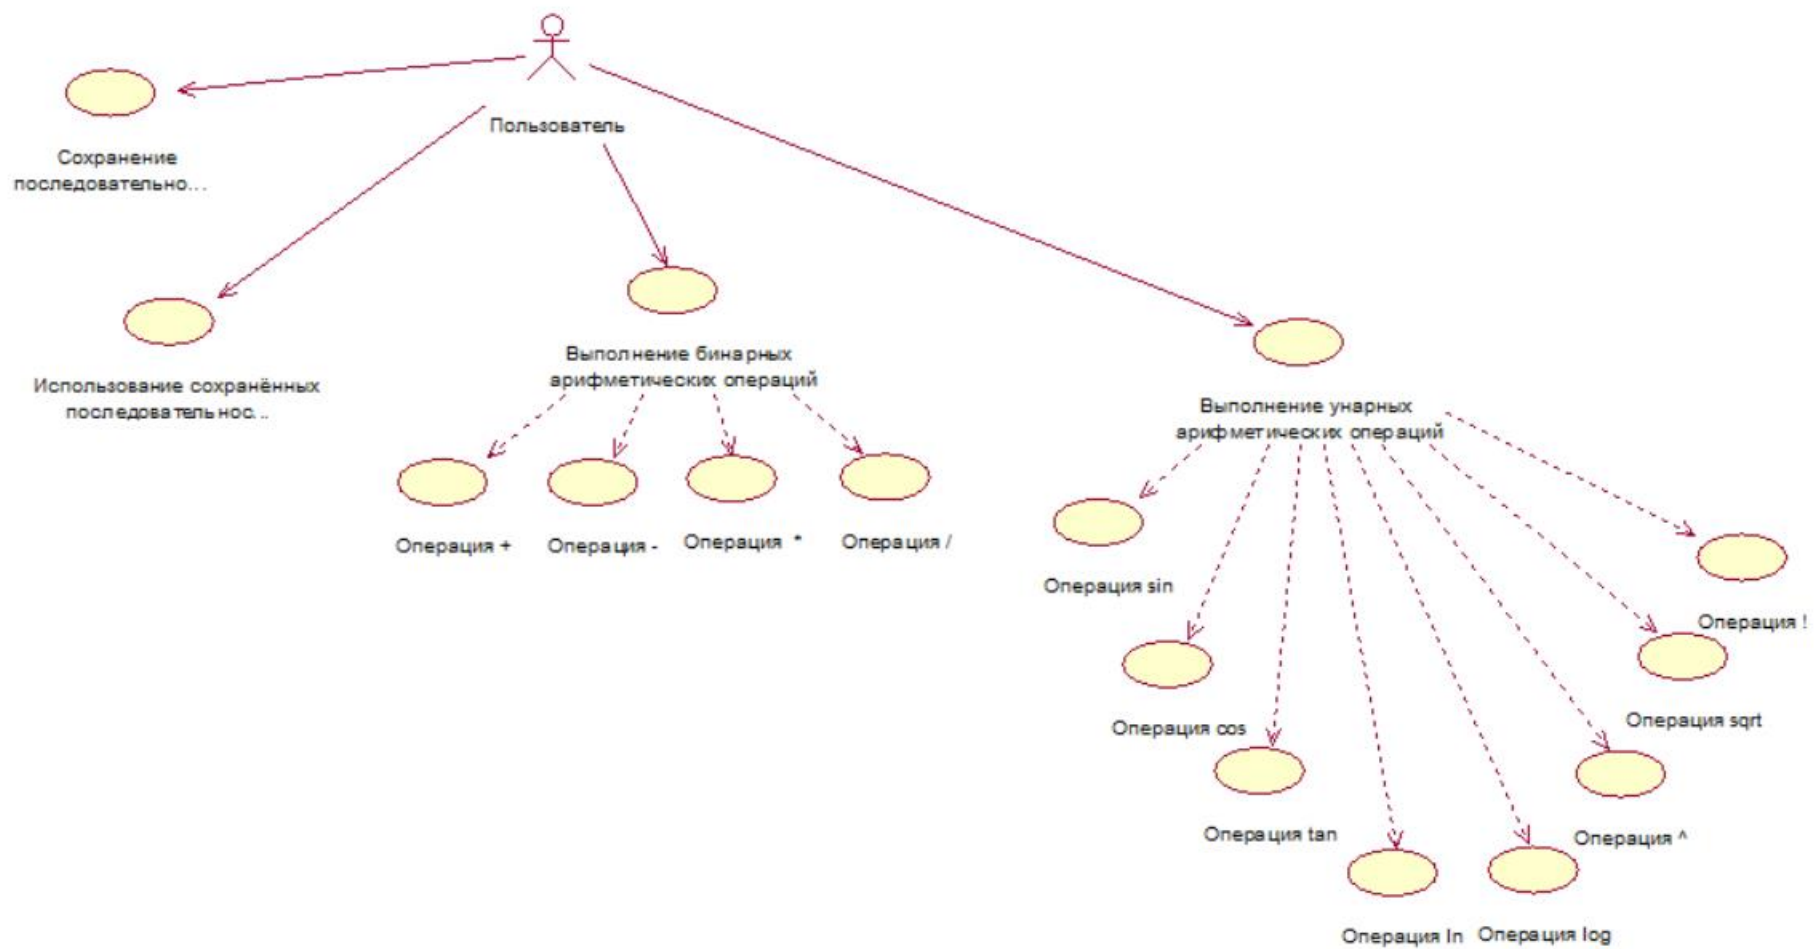 Пользователь
Сохранение
последовательно...
Использование сохранённых
последовательнос...
Выполнение бинарных
арифметических операций
Операция +
Операция -
Операция *
Операция /
Выполнение унарных
арифметических операций
Операция sin
Операция !
Операция cos
Операция sqrt
Операция tan
Операция ^
Операция ln
Операция log